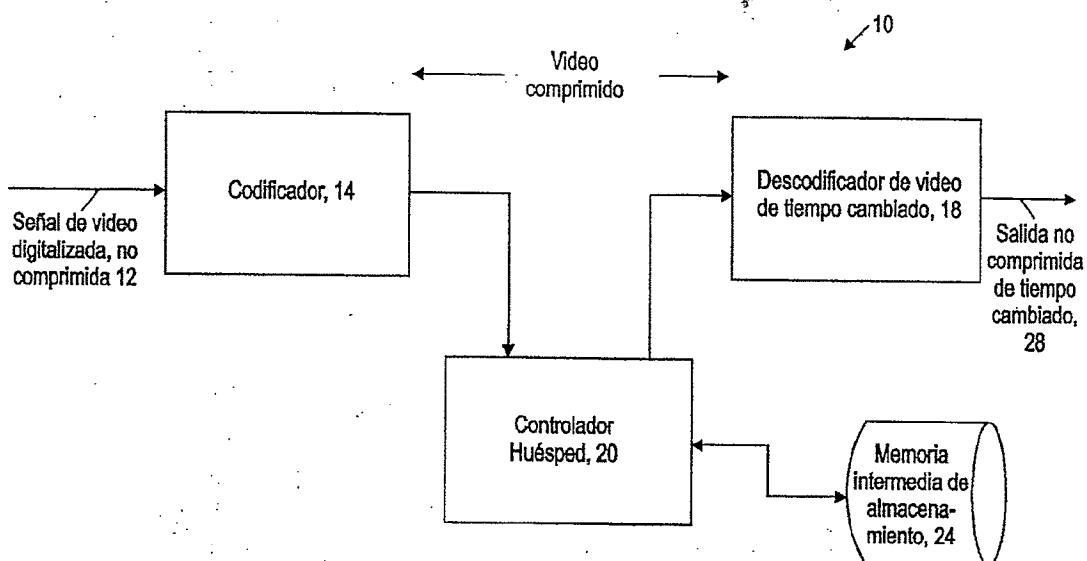 10
Video
comprimido
Codificador, 14
Descodificador de video
de tiempo cambiado, 18
Señal de video
digitalizada, no
comprimida 12
Salida no
comprimida
de tiempo
cambiado,
28
Controlador
Huésped, 20
Memoria
intermedia de
almacena-
miento, 24